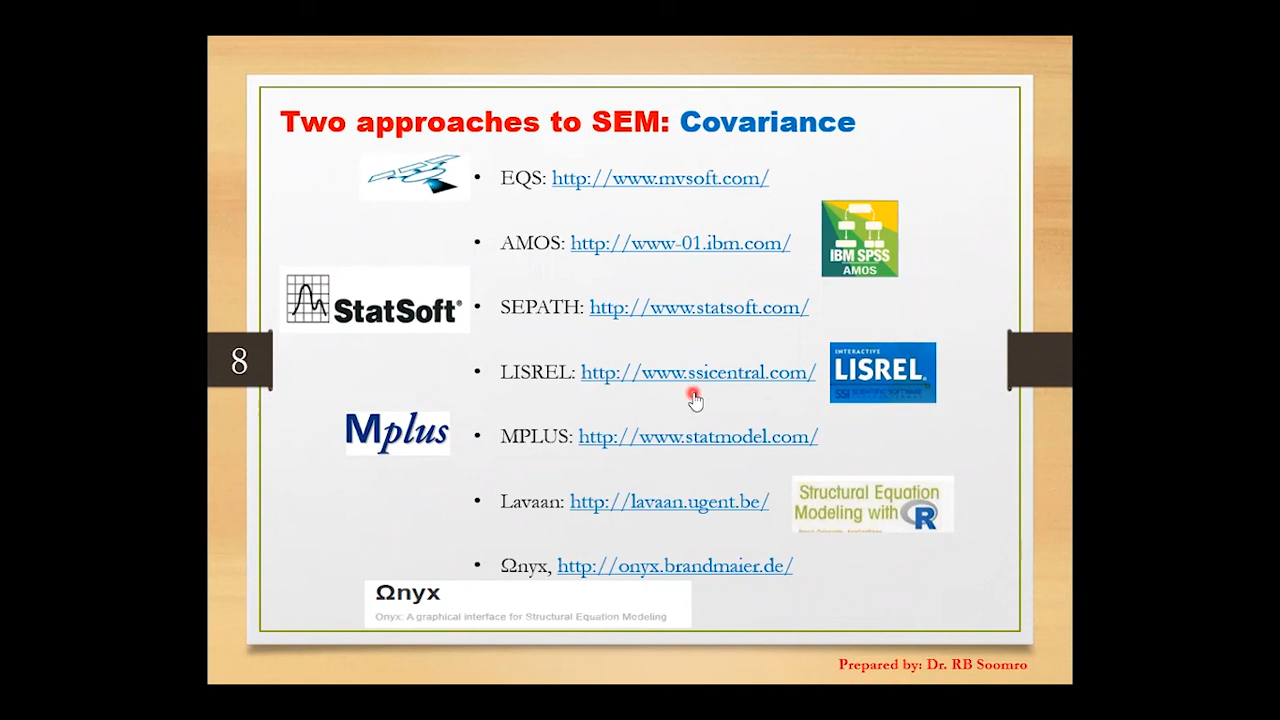 Two approaches to SEM: Covariance
• EQS: http://www.mvsoft.com/
• AMOS: http://www-01.ibm.com/
IBM SPSS
AMOS
StatSoft®
• SEPATH: http://www.statsoft.com/
8
• LISREL: http://www.ssicentral.com/
INTERACTIVE
LISREL
Mplus
• MPLUS: http://www.statmodel.com/
• Lavaan: http://lavaan.ugent.be/
Structural Equation
Modeling with R
• Ωnyx, http://onyx.brandmaier.de/
Ωnyx
Onyx: A graphical interface for Structural Equation Modeling
Prepared by: Dr. RB Soomro